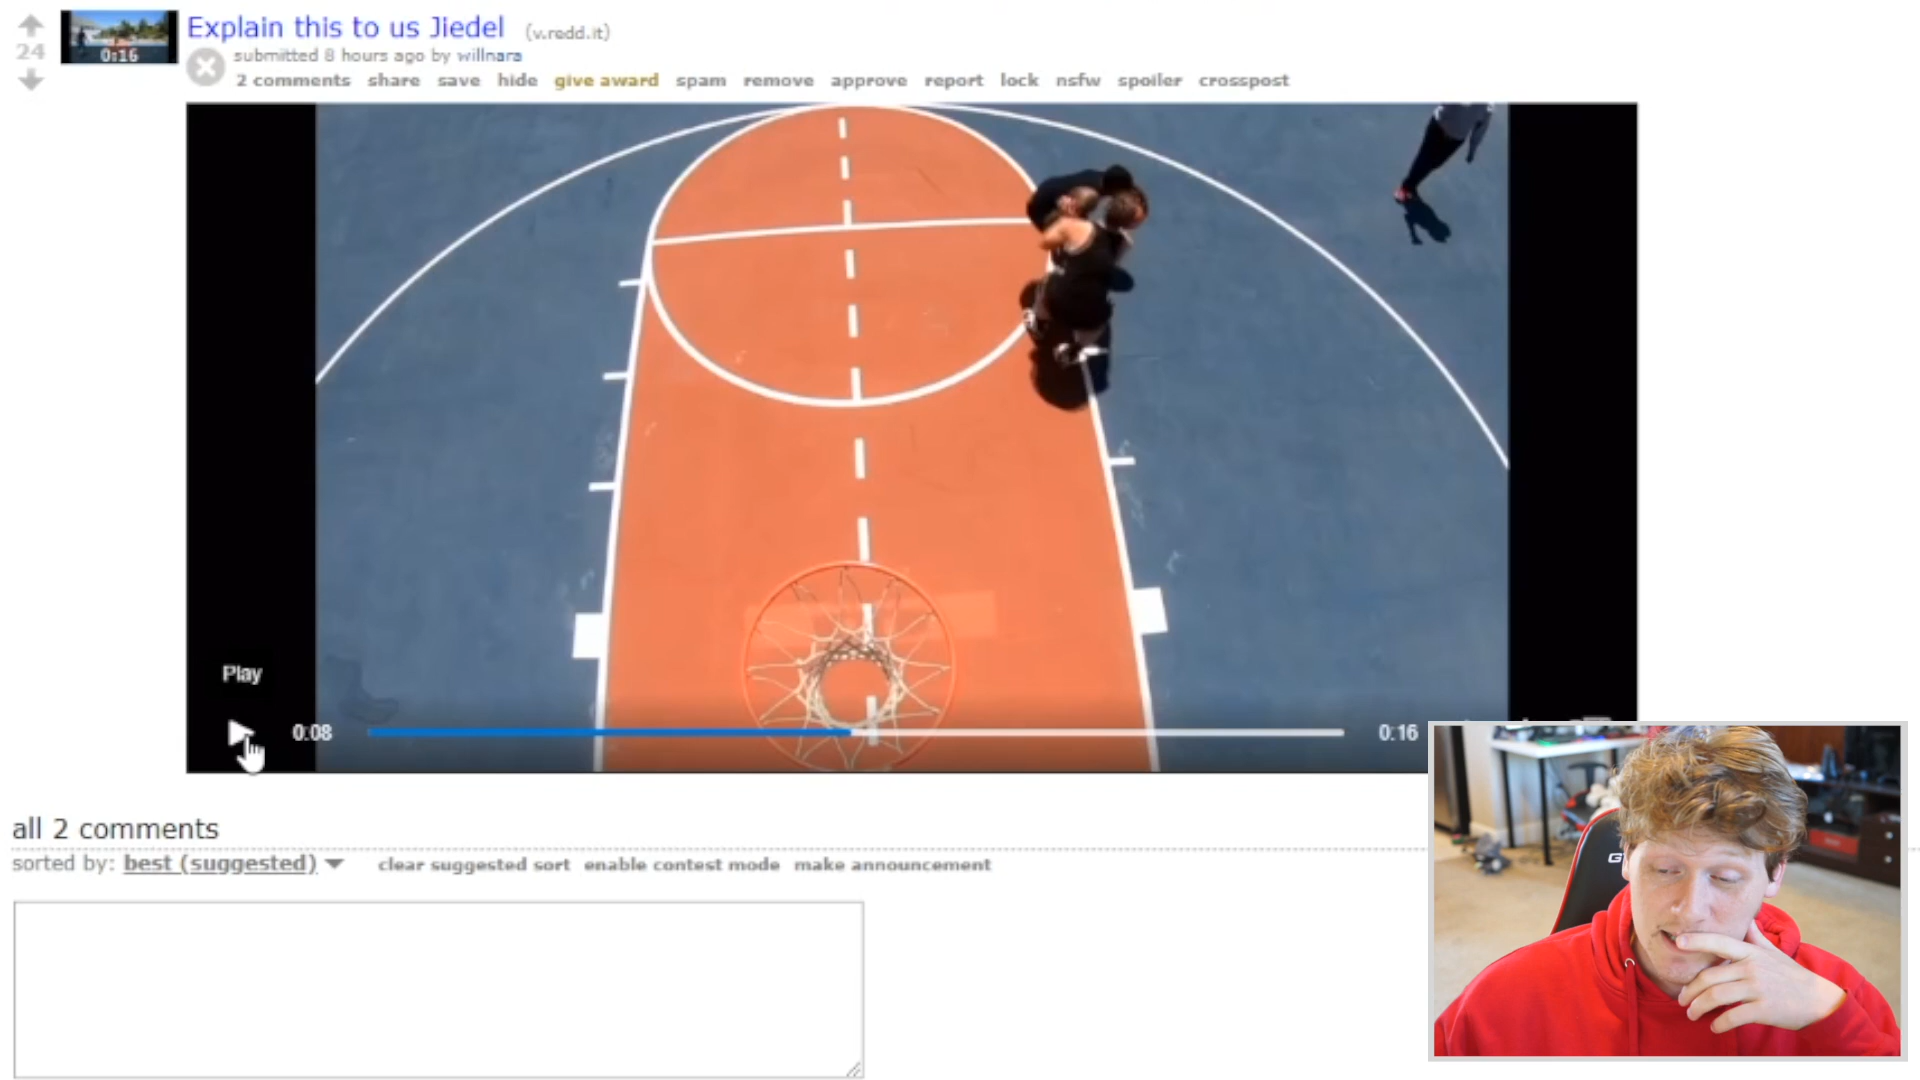 Explain this to us Jiedel (v.redd.it)
24
0:16
submitted 8 hours ago by willnara
2 comments share save hide give award spam remove approve report lock nsfw spoiler crosspost
Play
0:08
0:16
all 2 comments
sorted by: best (suggested)
clear suggested sort enable contest mode make announcement
G